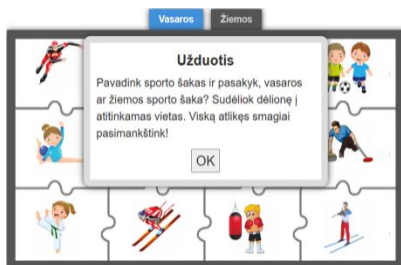 Vasaros Žiemos
Užduotis
Pavadink sporto šakas ir pasakyk, vasaros
ar žiemos sporto šaka? Sudėliok dėlionę į
atitinkamas vietas. Viską atlikęs smagiai
pasimankštink!
OK